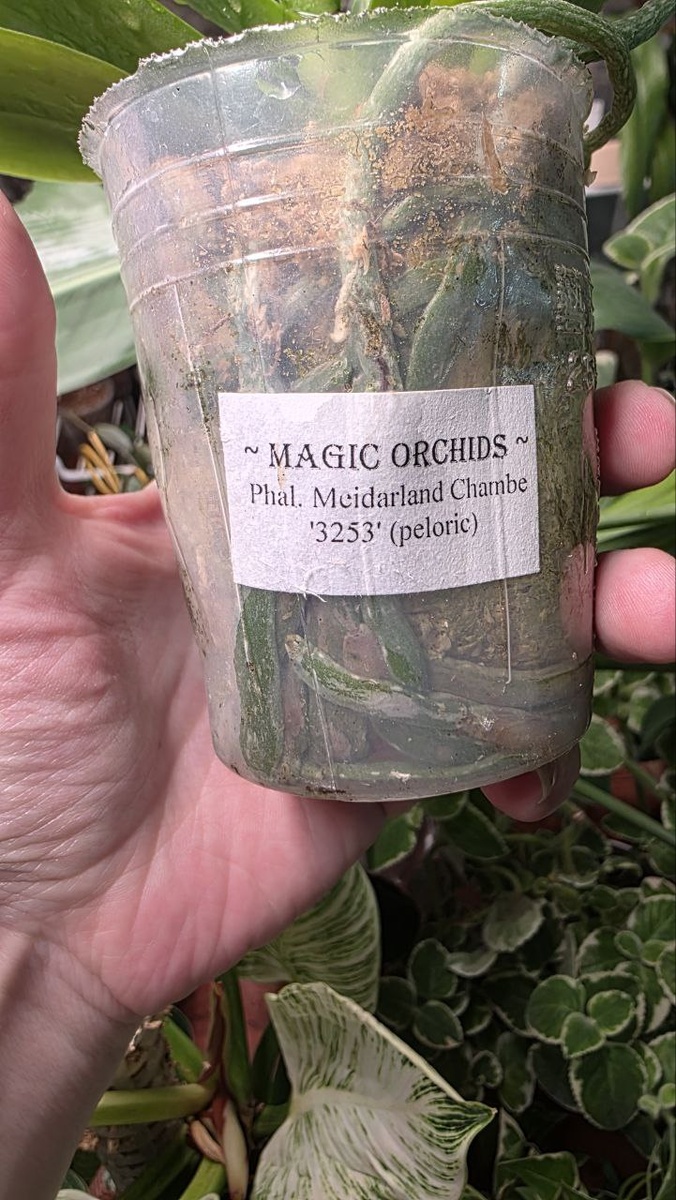 ~ MAGIC ORCHIDS ~
Phal. Meidarland Chambe
'3253' (peloric)